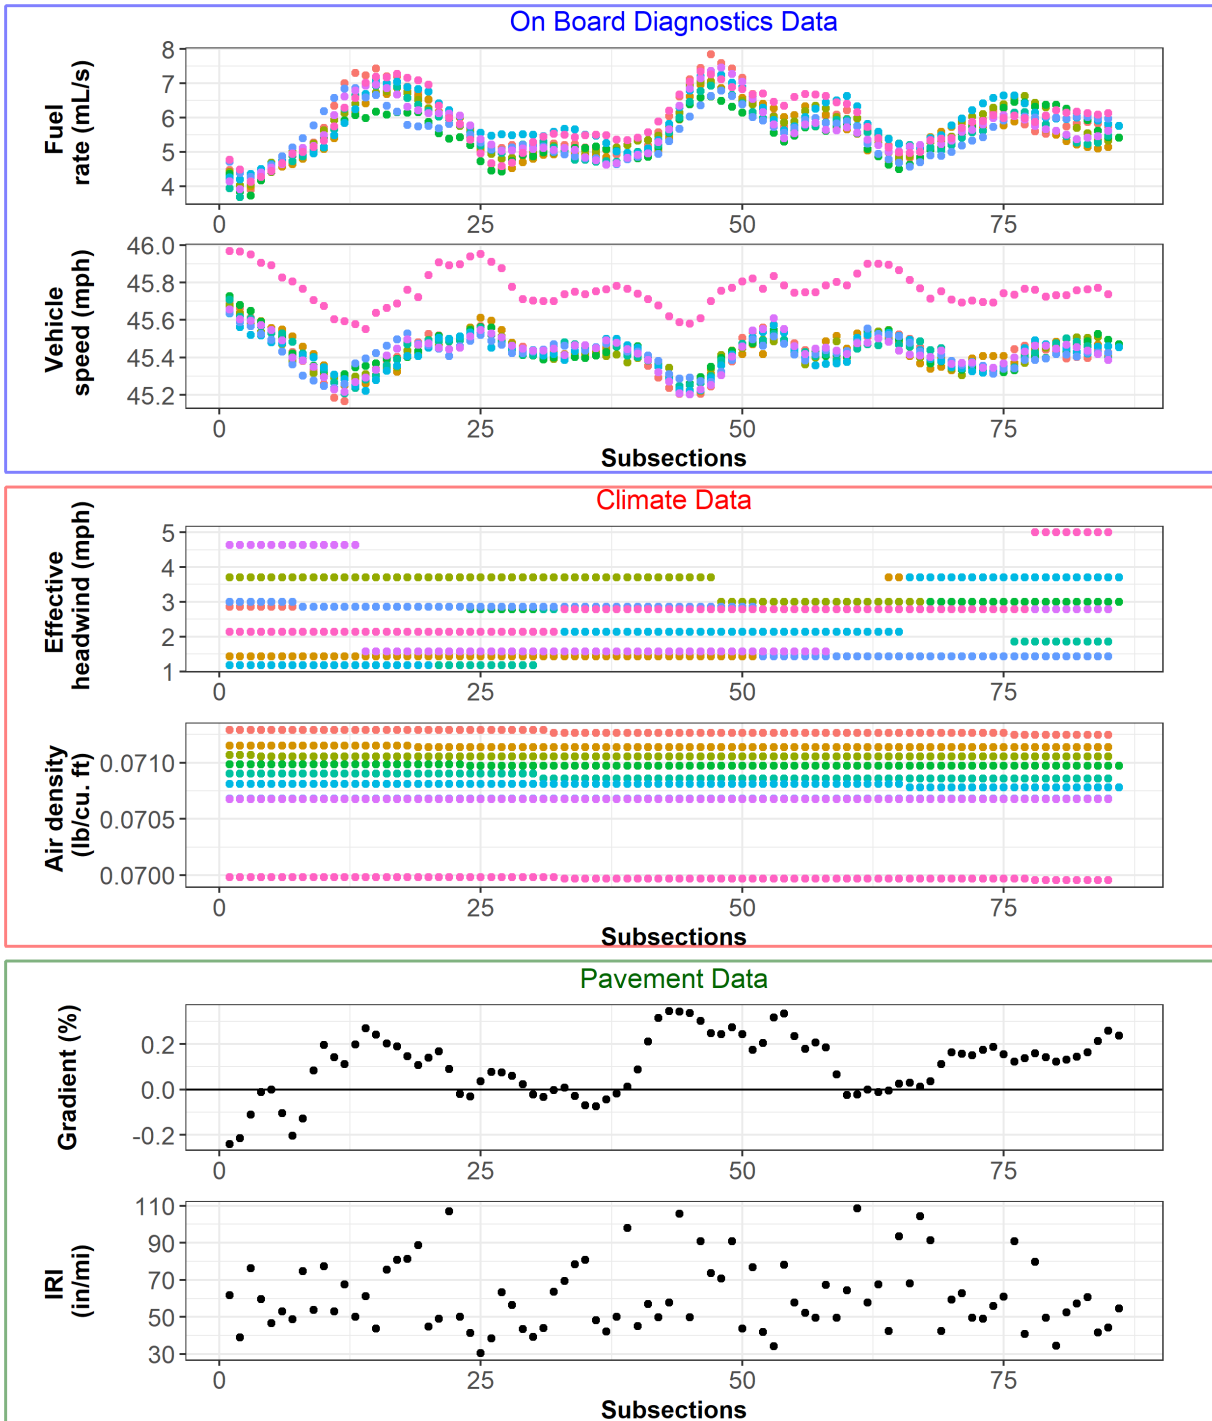 On Board Diagnostics Data
Fuel
rate (mL/s)
8
7
6
5
4
0 25 50 75
Vehicle
speed (mph)
46.0
45.8
45.6
45.4
45.2
0 25 50 75
Subsections
Climate Data
Effective
headwind (mph)
5
4
3
2
1
0 25 50 75
Air density
(lb/cu. ft)
0.0710
0.0705
0.0700
0 25 50 75
Subsections
Pavement Data
Gradient (%)
0.2
0.0
-0.2
0 25 50 75
IRI
(in/mi)
110
90
70
50
30
0 25 50 75
Subsections